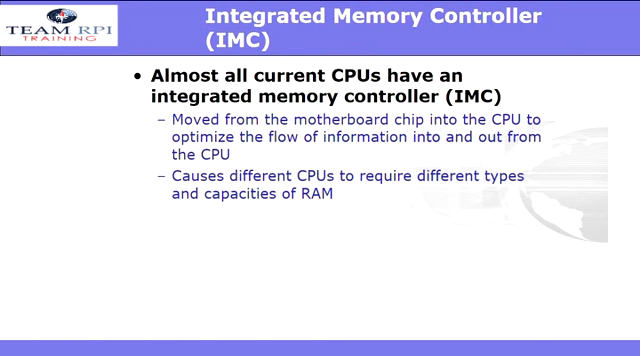 TEAM RPI
TRAINING
Integrated Memory Controller
(IMC)
• Almost all current CPUs have an
integrated memory controller (IMC)
– Moved from the motherboard chip into the CPU to
optimize the flow of information into and out from
the CPU
– Causes different CPUs to require different types
and capacities of RAM